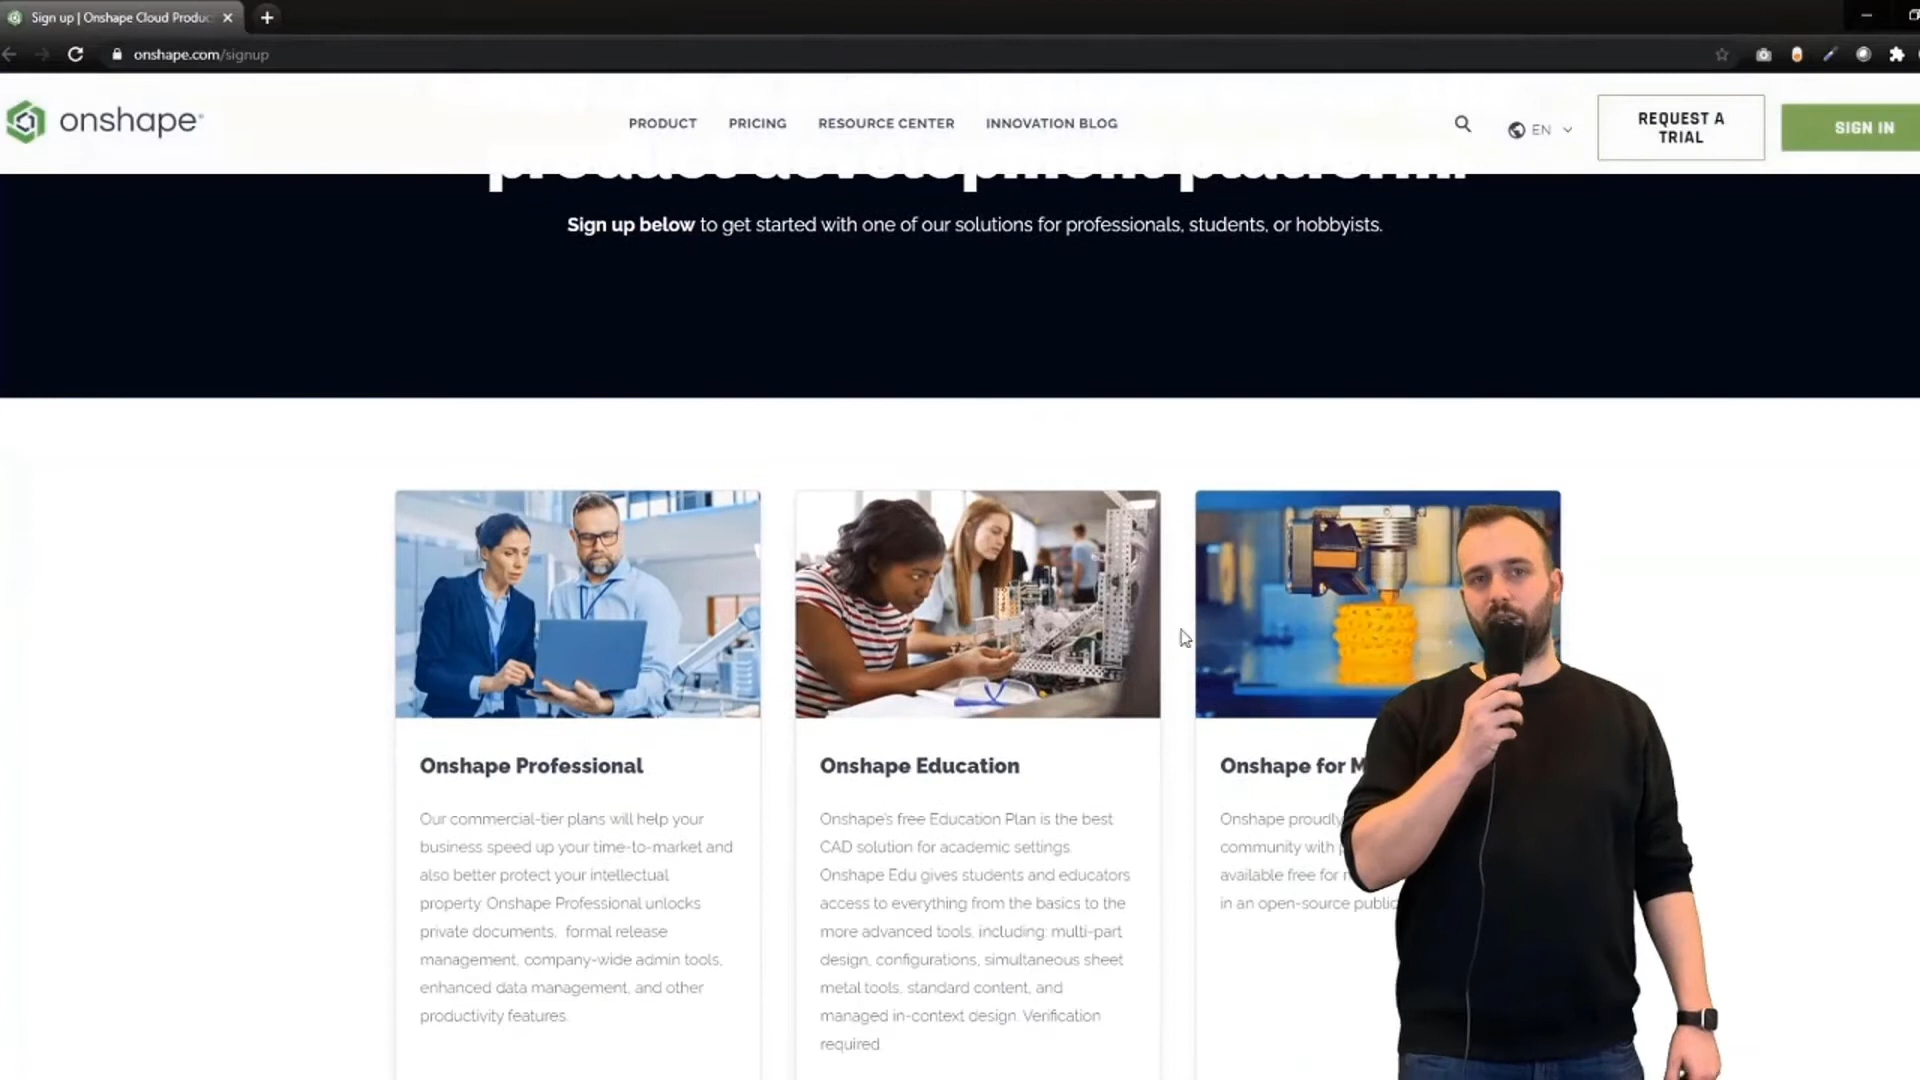 Sign up | Onshape Cloud Produc
onshape.com/signup
onshape
PRODUCT
PRICING
RESOURCE CENTER
INNOVATION BLOG
EN
REQUEST A
TRIAL
SIGN IN
product development platform...
Sign up below to get started with one of our solutions for professionals, students, or hobbyists.
Onshape Professional
Our commercial-tier plans will help your
business speed up your time-to-market and
also better protect your intellectual
property. Onshape Professional unlocks
private documents, formal release
management, company-wide admin tools,
enhanced data management, and other
productivity features.
Onshape Education
Onshape's free Education Plan is the best
CAD solution for academic settings.
Onshape Edu gives students and educators
access to everything from the basics to the
more advanced tools, including: multi-part
design, configurations, simultaneous sheet
metal tools, standard content, and
managed in-context design. Verification
required.
Onshape for M
Onshape proudly
community with
available free for
in an open-source public